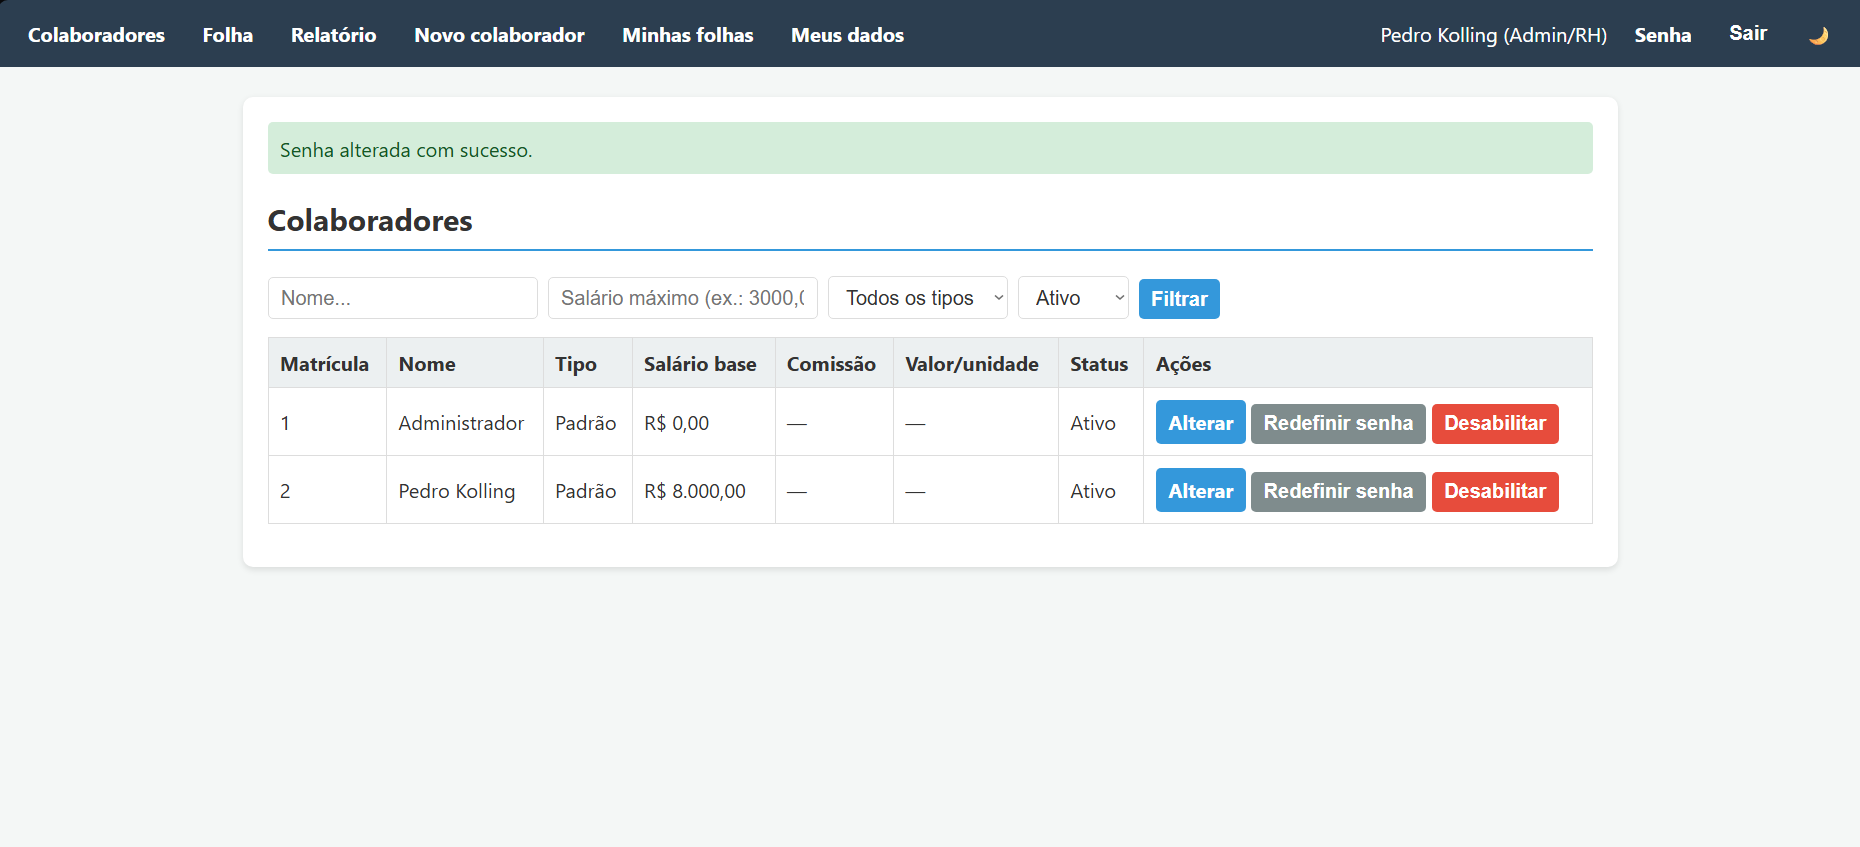 Colaboradores Folha Relatório Novo colaborador Minhas folhas Meus dados Pedro Kolling (Admin/RH) Senha Sair
Senha alterada com sucesso.
Colaboradores
Nome... Salário máximo (ex.: 3000,0 Todos os tipos Ativo Filtrar
Matrícula Nome Tipo Salário base Comissão Valor/unidade Status Ações
1 Administrador Padrão R$ 0,00 — — Ativo Alterar Redefinir senha Desabilitar
2 Pedro Kolling Padrão R$ 8.000,00 — — Ativo Alterar Redefinir senha Desabilitar